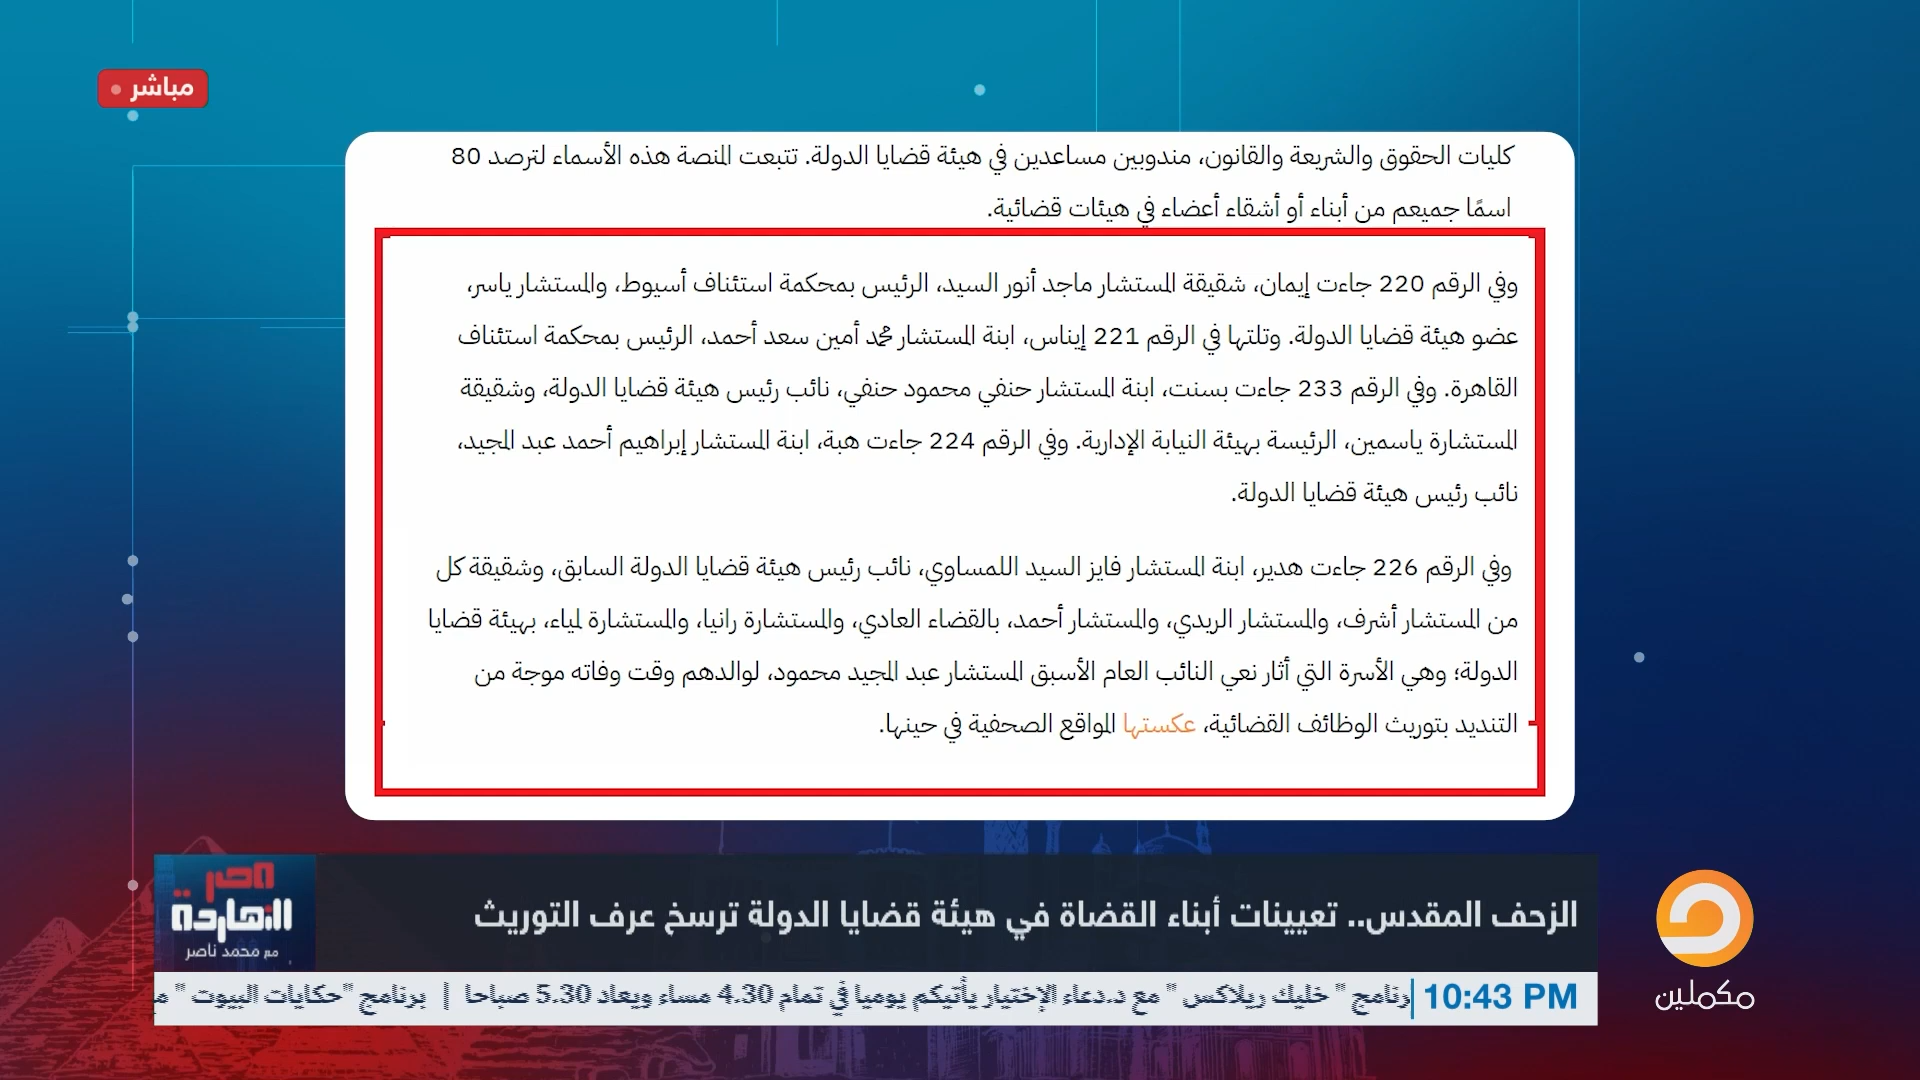 مباشر
كليات الحقوق والشريعة والقانون، مندوبين مساعدين في هيئة قضايا الدولة. تتبعت المنصة هذه الأسماء لترصد 80
اسمًا جميعم من أبناء أو أشقاء أعضاء في هيئات قضائية.
وفي الرقم 220 جاءت إيمان، شقيقة المستشار ماجد أنور السيد، الرئيس بمحكمة استئناف أسيوط، والمستشار ياسر،
عضو هيئة قضايا الدولة. وتلتها في الرقم 221 إيناس، ابنة المستشار محمد أمين سعد أحمد، الرئيس بمحكمة استئناف
القاهرة. وفي الرقم 233 جاءت بسنت، ابنة المستشار حنفي محمود حنفي، نائب رئيس هيئة قضايا الدولة، وشقيقة
المستشارة ياسمين، الرئيسة بهيئة النيابة الإدارية. وفي الرقم 224 جاءت هبة، ابنة المستشار إبراهيم أحمد عبد المجيد،
نائب رئيس هيئة قضايا الدولة.
وفي الرقم 226 جاءت هدير، ابنة المستشار فايز السيد اللمساوي، نائب رئيس هيئة قضايا الدولة السابق، وشقيقة كل
من المستشار أشرف، والمستشار الريدي، والمستشار أحمد، بالقضاء العادي، والمستشارة رانيا، والمستشارة لمياء، بهيئة قضايا
الدولة؛ وهي الأسرة التي أثار نعي النائب العام الأسبق المستشار عبد المجيد محمود، لوالدهم وقت وفاته موجة من
التنديد بتوريث الوظائف القضائية، عكستها المواقع الصحفية في حينها.
الزحف المقدس.. تعيينات أبناء القضاة في هيئة قضايا الدولة ترسخ عرف التوريث
مصر
النهاردة
مع محمد ناصر
10:43 PM
" خليك ريلاكس " مع د.دعاء الإختيار يأتيكم يوميا في تمام 4.30 مساء ويعاد 5.30 صباحا | برنامج "حكايات البيوت "
مكملين